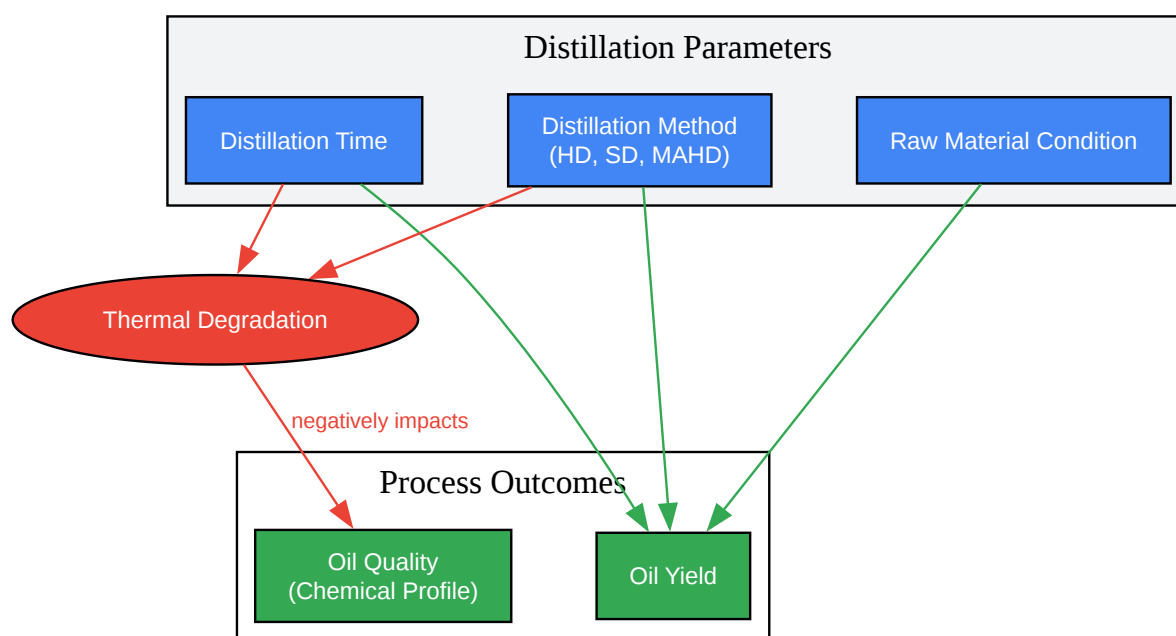 Distillation Parameters
Distillation Time
Distillation Method
(HD, SD, MAHD)
Raw Material Condition
Thermal Degradation
negatively impacts
Process Outcomes
Oil Quality
(Chemical Profile)
Oil Yield